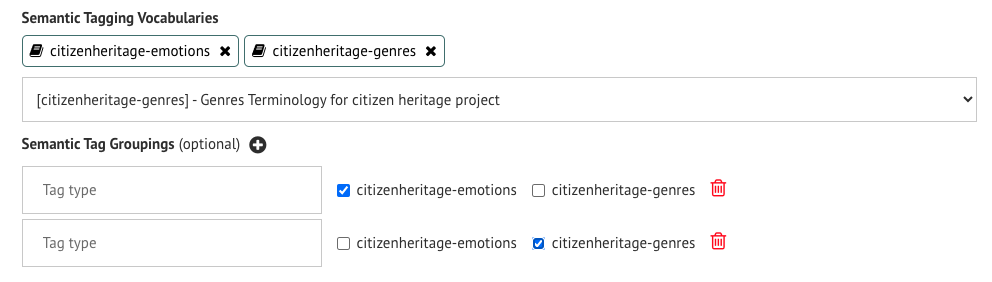 Semantic Tagging Vocabularies
citizenheritage-emotions citizenheritage-genres
[citizenheritage-genres] - Genres Terminology for citizen heritage project
Semantic Tag Groupings (optional)
Tag type citizenheritage-emotions citizenheritage-genres
Tag type citizenheritage-emotions citizenheritage-genres